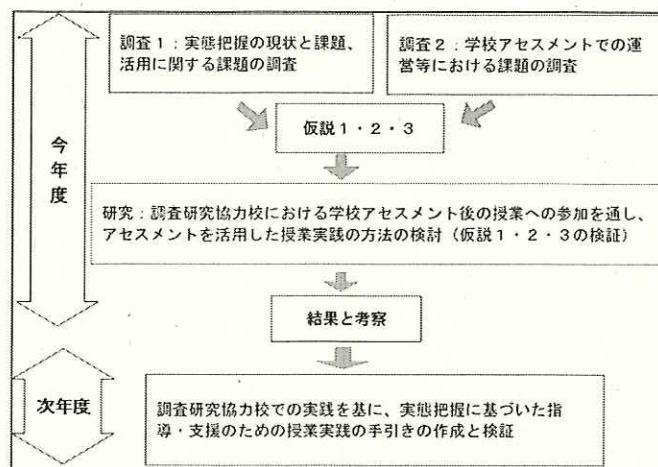 調査1：実態把握の現状と課題、
活用に関する課題の調査
調査2：学校アセスメントでの運
営等における課題の調査
仮説1・2・3
今年度
研究：調査研究協力校における学校アセスメント後の授業への参加を通し、
アセスメントを活用した授業実践の方法の検討（仮説1・2・3の検証）
結果と考察
次年度
調査研究協力校での実践を基に、実態把握に基づいた指
導・支援のための授業実践の手引きの作成と検証